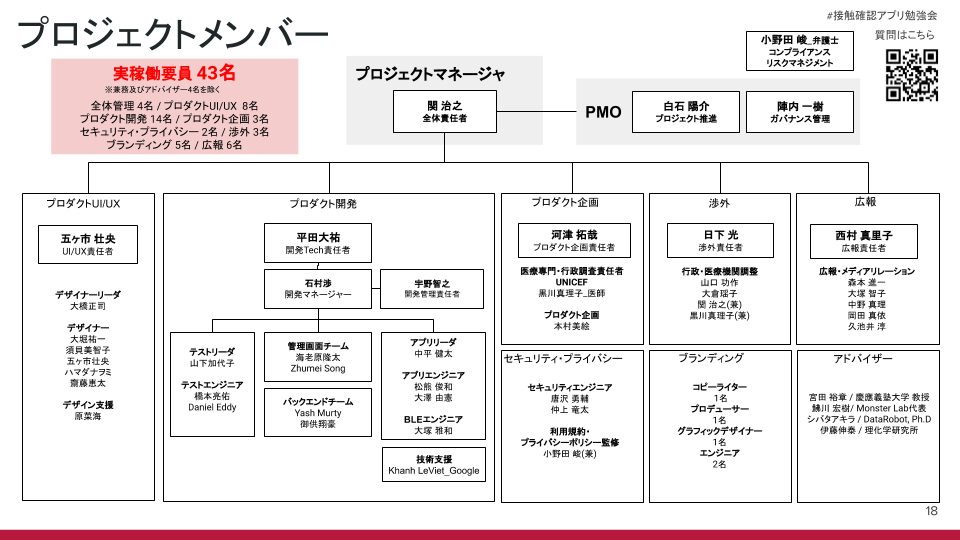 #接触確認アプリ勉強会
プロジェクトメンバー
質問はこちら
小野田 峻_弁護士
コンプライアンス
リスクマネジメント
実稼働要員 43名
※兼務及びアドバイザー4名を除く
全体管理 4名 / プロダクトUI/UX 8名
プロダクト開発 14名 / プロダクト企画 3名
セキュリティ・プライバシー 2名 / 渉外 3名
ブランディング 5名 / 広報 6名
プロジェクトマネージャ
関 治之
全体責任者
PMO
白石 陽介
プロジェクト推進
陣内 一樹
ガバナンス管理
プロダクトUI/UX
五ヶ市 壮央
UI/UX責任者
デザイナーリーダ
大橋正司
デザイナー
大堀祐一
須貝美智子
五ヶ市壮央
ハマダナヲミ
齋藤恵太
デザイン支援
原菜海
プロダクト開発
平田大祐
開発Tech責任者
石村渉
開発マネージャー
宇野智之
開発管理責任者
テストリーダ
山下加代子
テストエンジニア
橋本亮佑
Daniel Eddy
管理画面チーム
海老原隆太
Zhumei Song
バックエンドチーム
Yash Murty
御供翔豪
アプリリーダ
中平 健太
アプリエンジニア
松熊 俊和
大澤 由憲
BLEエンジニア
大塚 雅和
技術支援
Khanh LeViet_Google
プロダクト企画
河津 拓哉
プロダクト企画責任者
医療専門・行政調査責任者
UNICEF
黒川真理子_医師
プロダクト企画
本村美絵
渉外
日下 光
渉外責任者
行政・医療機関調整
山口 功作
大倉瑶子
関 治之(兼)
黒川真理子(兼)
広報
西村 真里子
広報責任者
広報・メディアリレーション
森本 進一
大塚 智子
中野 真理
岡田 真依
久池井 淳
セキュリティ・プライバシー
セキュリティエンジニア
唐沢 勇輔
仲上 竜太
利用規約・
プライバシーポリシー監修
小野田 峻(兼)
ブランディング
コピーライター
1名
プロデューサー
1名
グラフィックデザイナー
1名
エンジニア
2名
アドバイザー
宮田 裕章 / 慶應義塾大学 教授
鯵川 宏樹/ Monster Lab代表
シバタアキラ / DataRobot, Ph.D
伊藤伸泰 / 理化学研究所
18